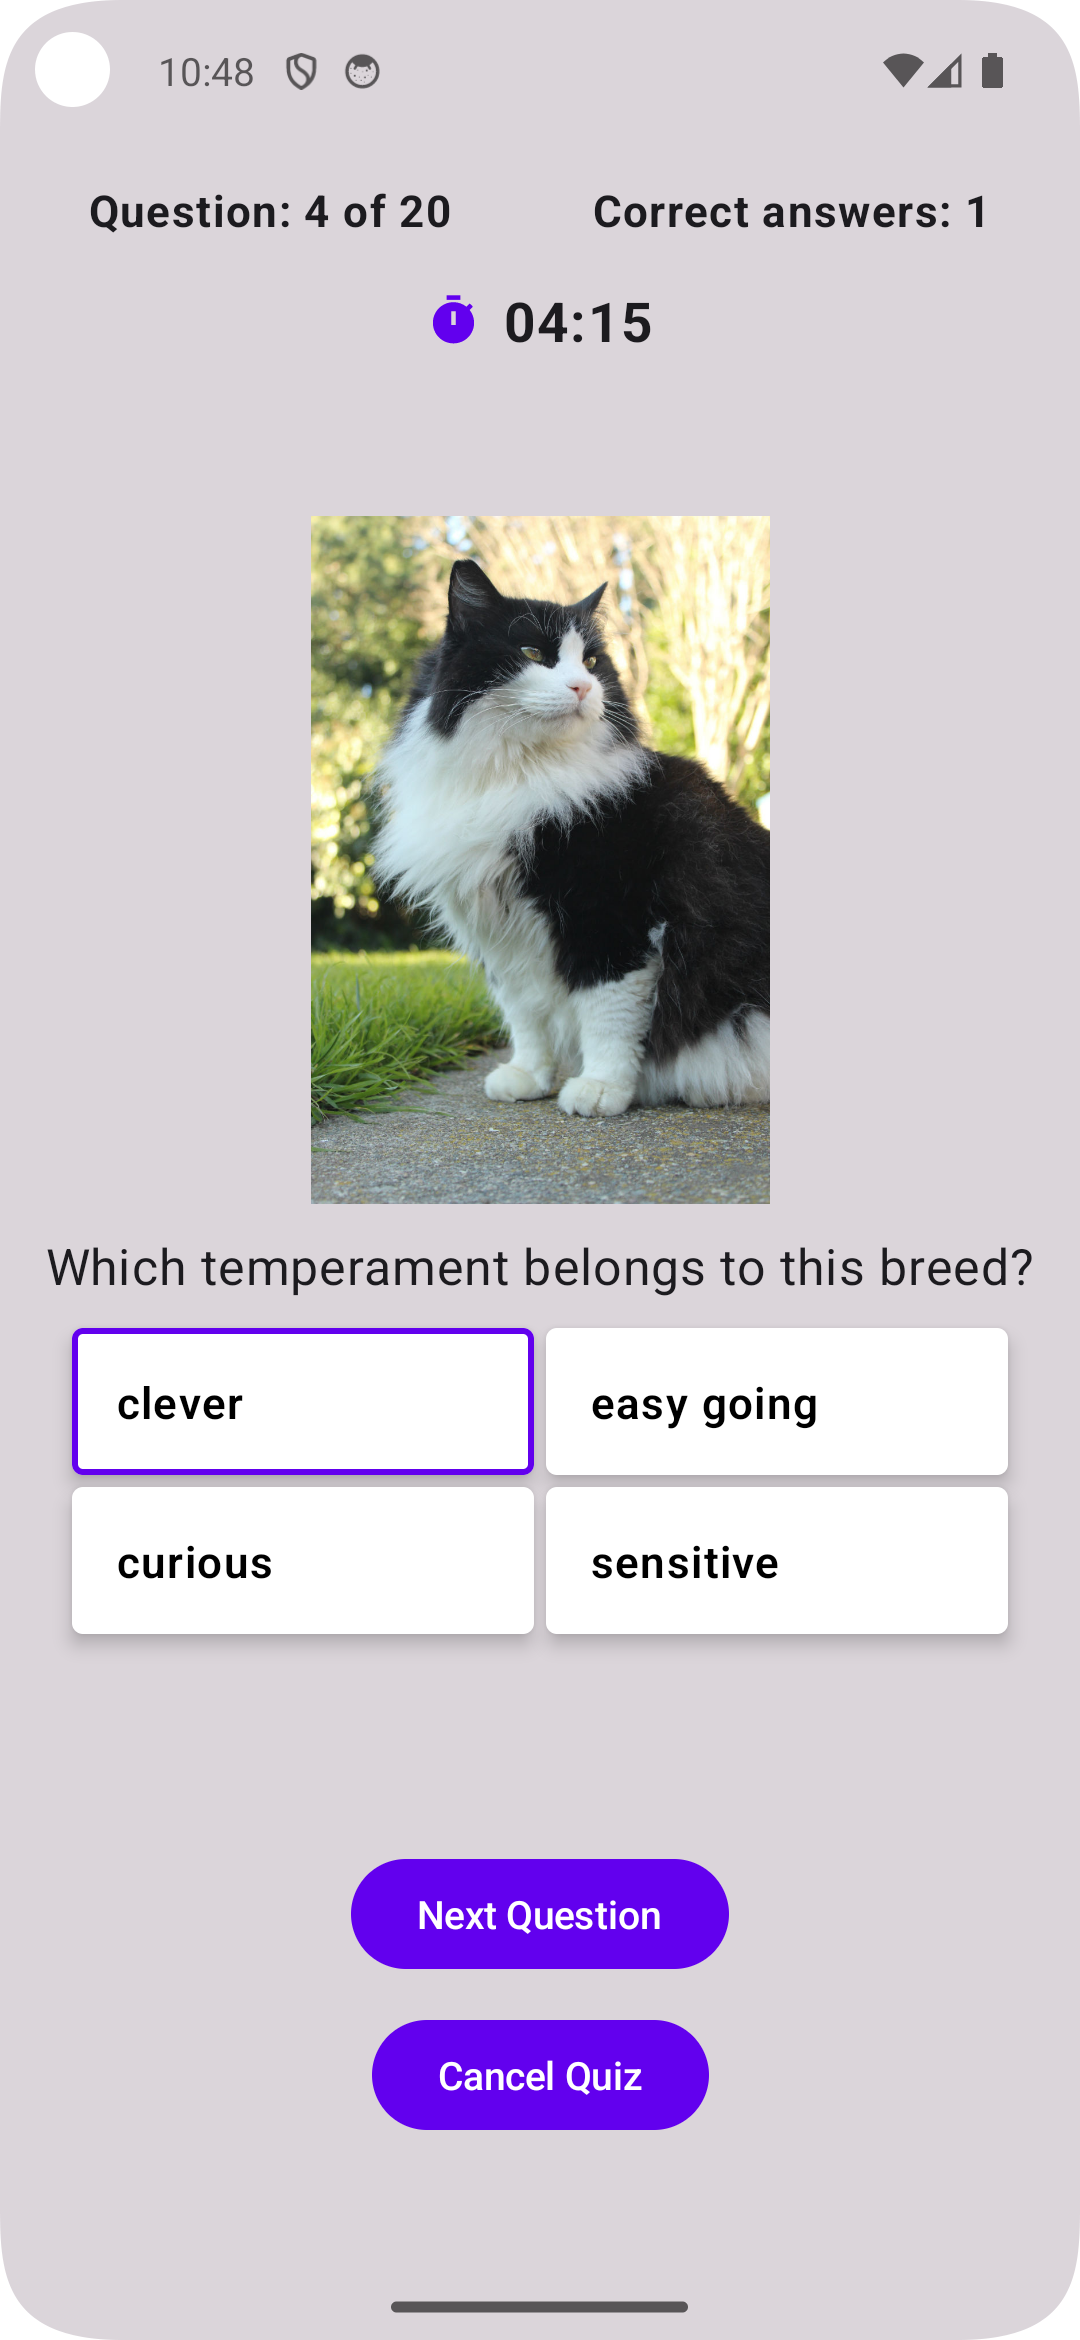 10:48
Question: 4 of 20 Correct answers: 1
04:15
Which temperament belongs to this breed?
clever easy going
curious sensitive
Next Question
Cancel Quiz